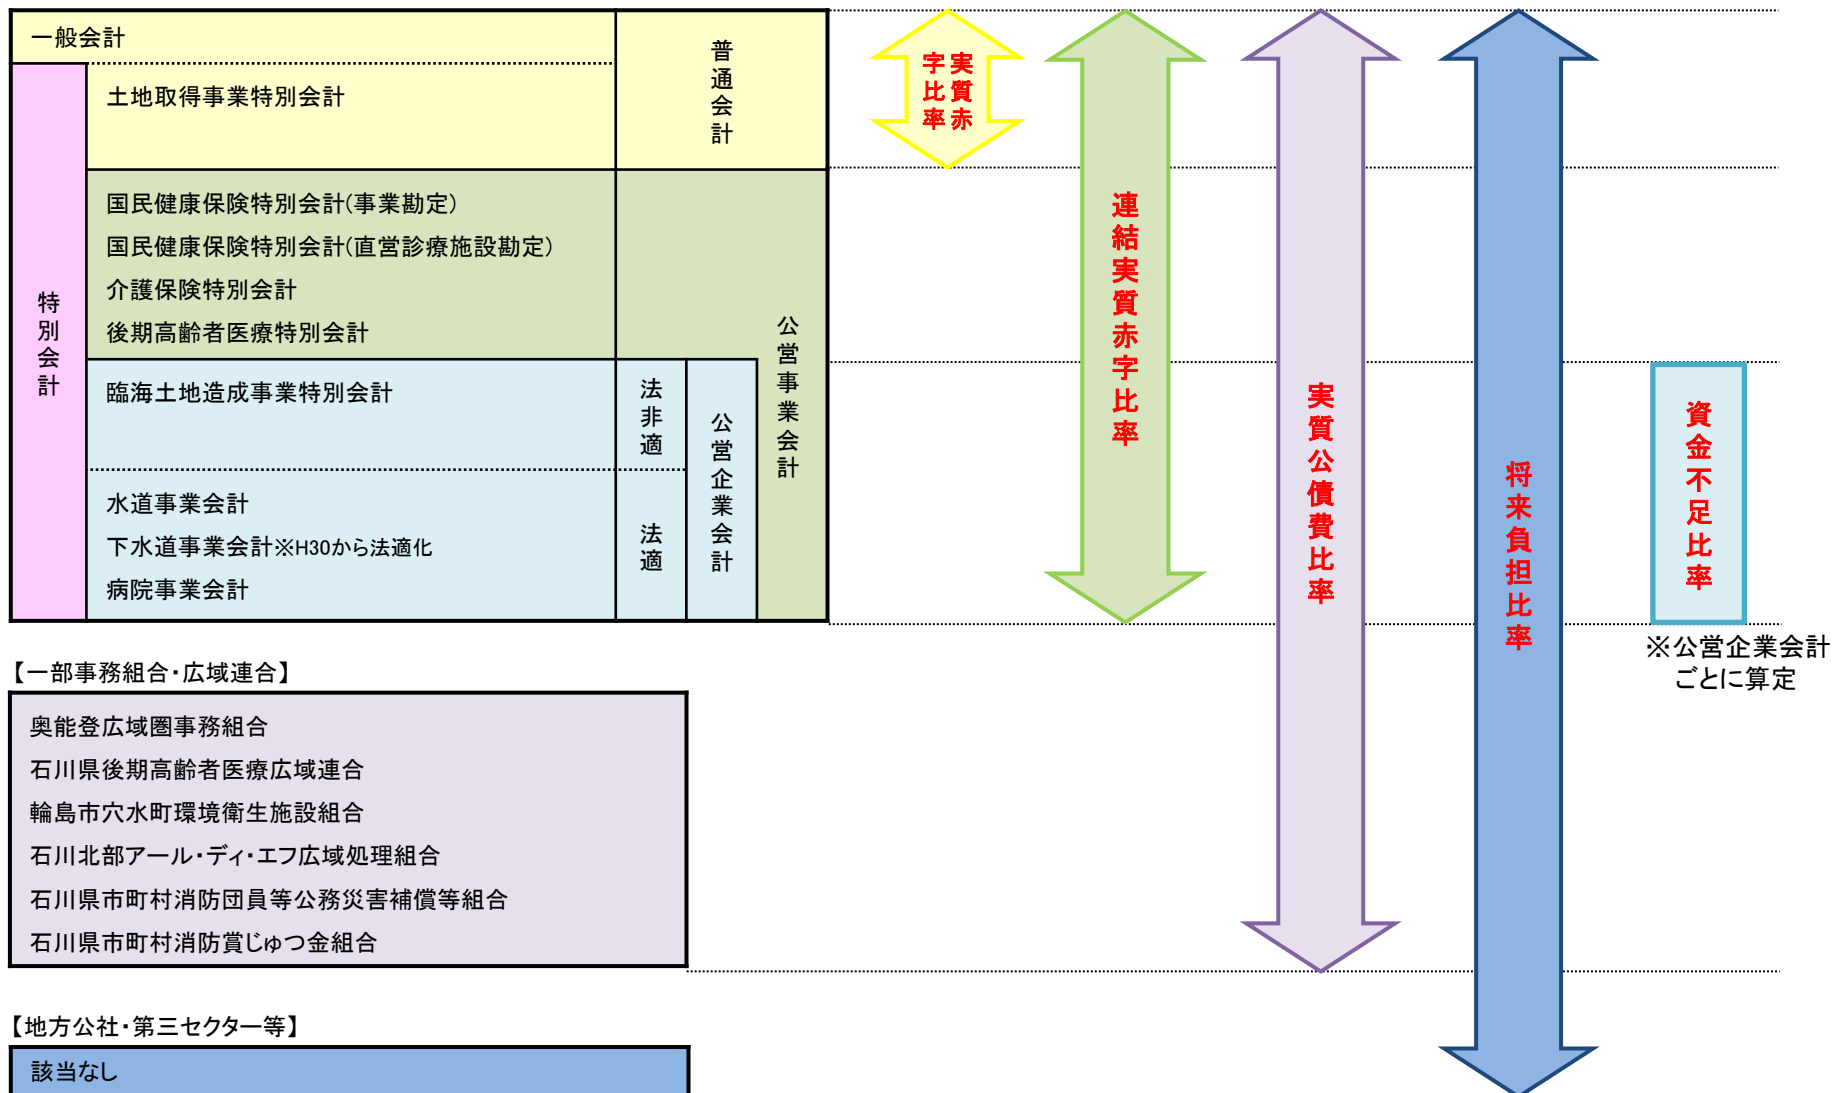 一般会計
土地取得事業特別会計
普通会計
特別会計
国民健康保険特別会計(事業勘定)
国民健康保険特別会計(直営診療施設勘定)
介護保険特別会計
後期高齢者医療特別会計
公営事業会計
臨海土地造成事業特別会計
法非適
公営企業会計
水道事業会計
下水道事業会計※H30から法適化
病院事業会計
法適
実質赤
字比率
連結実質赤字比率
実質公債費比率
将来負担比率
資金不足比率
※公営企業会計
ごとに算定
【一部事務組合・広域連合】
奥能登広域圏事務組合
石川県後期高齢者医療広域連合
輪島市穴水町環境衛生施設組合
石川北部アール・ディ・エフ広域処理組合
石川県市町村消防団員等公務災害補償等組合
石川県市町村消防賞じゅつ金組合
【地方公社・第三セクター等】
該当なし